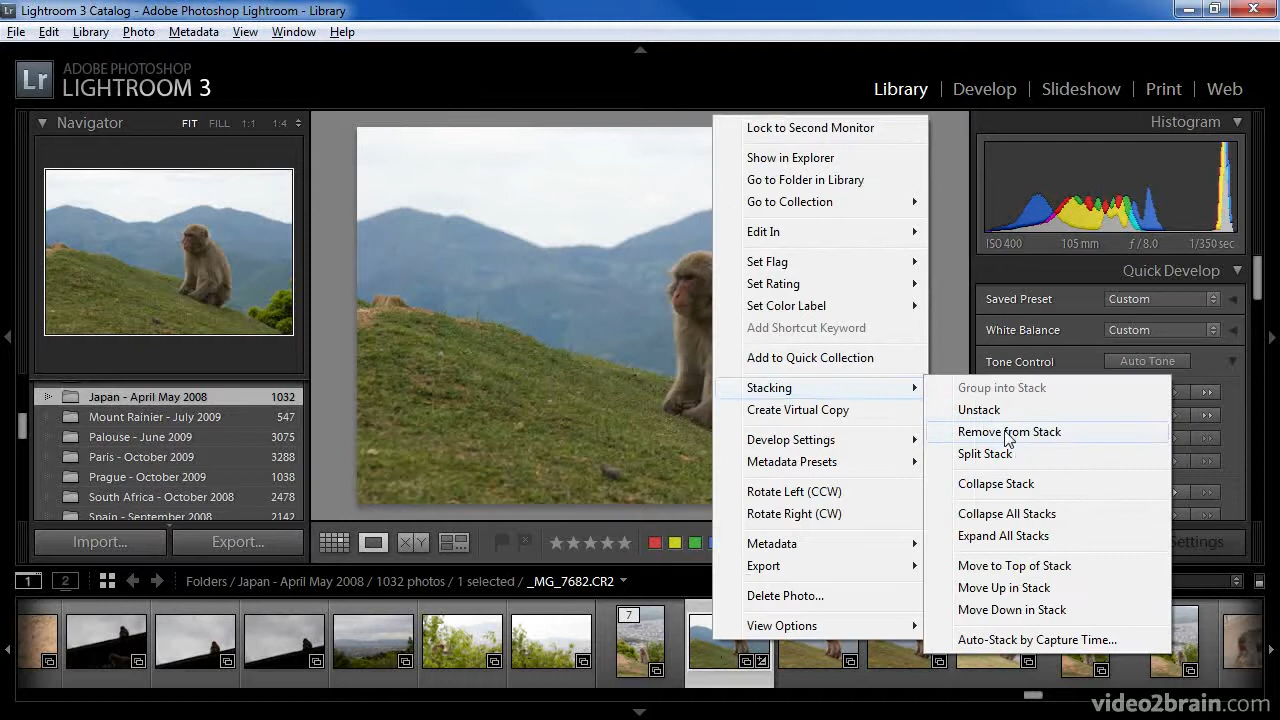 Lr Lightroom 3 Catalog - Adobe Photoshop Lightroom - Library
File Edit Library Photo Metadata View Window Help
Lr
ADOBE PHOTOSHOP
LIGHTROOM 3
Library | Develop | Slideshow | Print | Web
Navigator FIT FILL 1:1 1:4
Japan - April May 2008 1032
Mount Rainier - July 2009 547
Palouse - June 2009 3075
Paris - October 2009 3288
Prague - October 2009 1038
South Africa - October 2008 2478
Spain - September 2008 2142
Import... Export...
Lock to Second Monitor
Show in Explorer
Go to Folder in Library
Go to Collection
Edit In
Set Flag
Set Rating
Set Color Label
Add Shortcut Keyword
Add to Quick Collection
Stacking
Create Virtual Copy
Develop Settings
Metadata Presets
Rotate Left (CCW)
Rotate Right (CW)
Metadata
Export
Delete Photo...
View Options
Group into Stack
Unstack
Remove from Stack
Split Stack
Collapse Stack
Collapse All Stacks
Expand All Stacks
Move to Top of Stack
Move Up in Stack
Move Down in Stack
Auto-Stack by Capture Time...
Histogram
ISO 400 105 mm f / 8.0 1/350 sec
Quick Develop
Saved Preset Custom
White Balance Custom
Tone Control Auto Tone
Settings
X Y
1 2 Folders / Japan - April May 2008 / 1032 photos / 1 selected / _MG_7682.CR2
7
video2brain.com